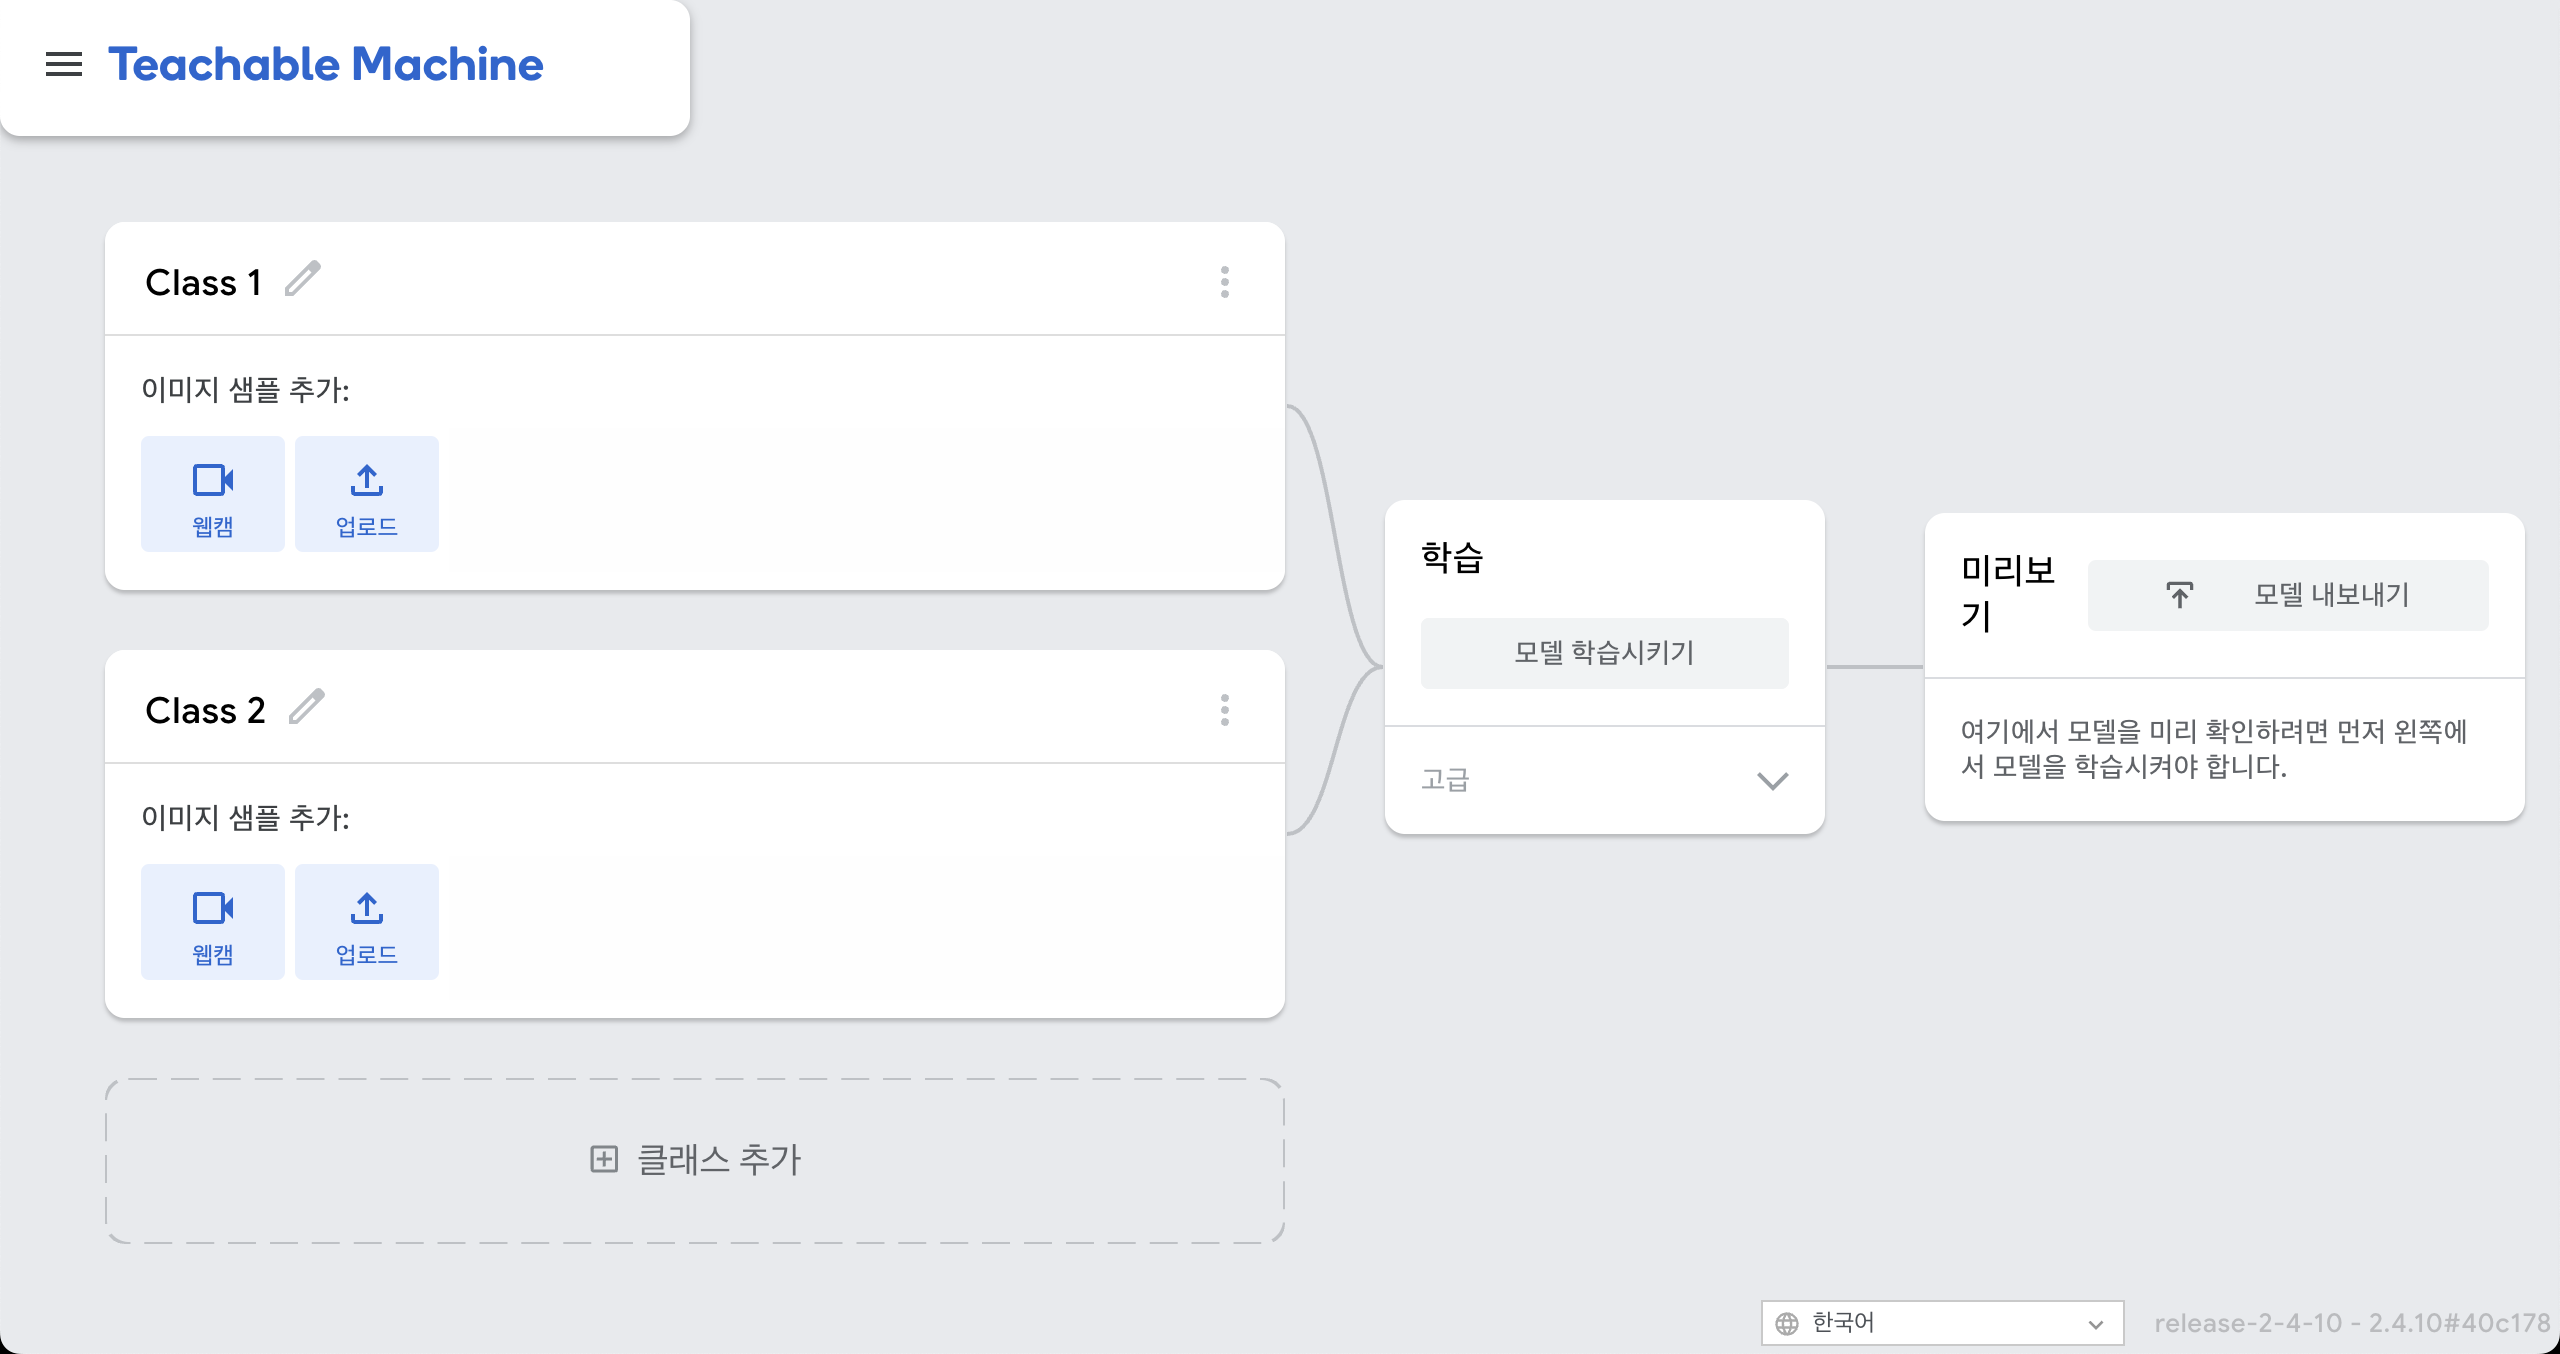 Teachable Machine
Class 1
이미지 샘플 추가:
웹캠
업로드
Class 2
이미지 샘플 추가:
웹캠
업로드
클래스 추가
학습
모델 학습시키기
고급
미리보
기
모델 내보내기
여기에서 모델을 미리 확인하려면 먼저 왼쪽에
서 모델을 학습시켜야 합니다.
한국어
release-2-4-10 - 2.4.10#40c178